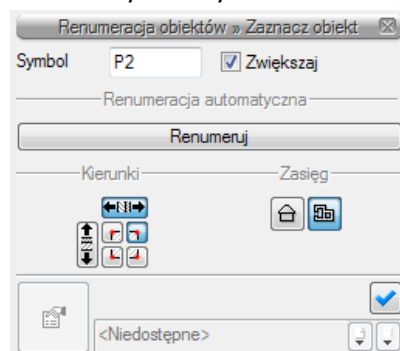 Renumeracja obiektów » Zaznacz obiekt
Symbol P2 Zwiększaj
Renumeracja automatyczna
Renumeruj
Kierunki Zasięg
<Niedostępne>